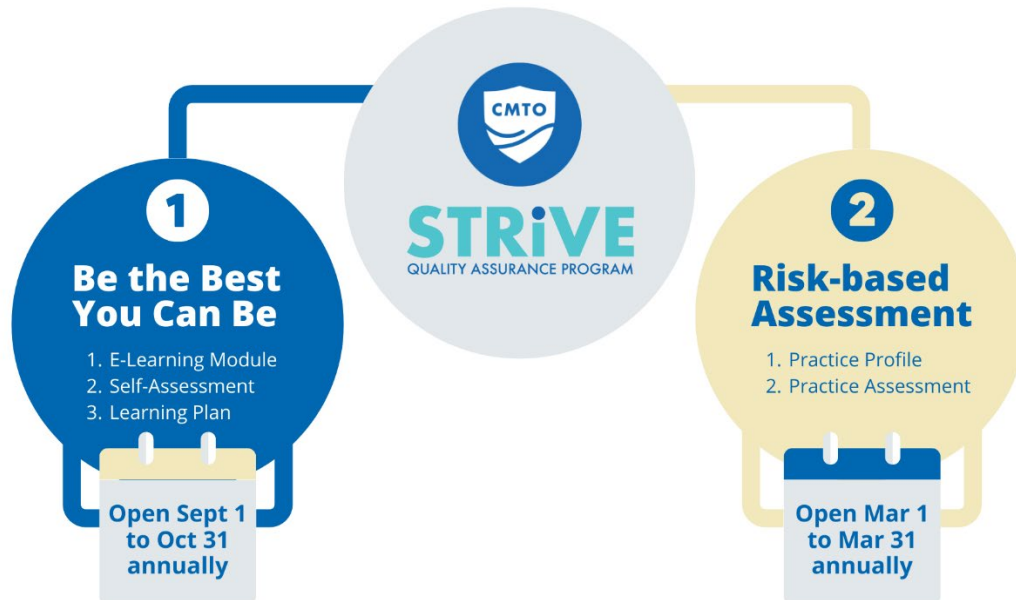 CMTO
STRiVE
QUALITY ASSURANCE PROGRAM
1
Be the Best
You Can Be
1. E-Learning Module
2. Self-Assessment
3. Learning Plan
Open Sept 1
to Oct 31
annually
2
Risk-based
Assessment
1. Practice Profile
2. Practice Assessment
Open Mar 1
to Mar 31
annually